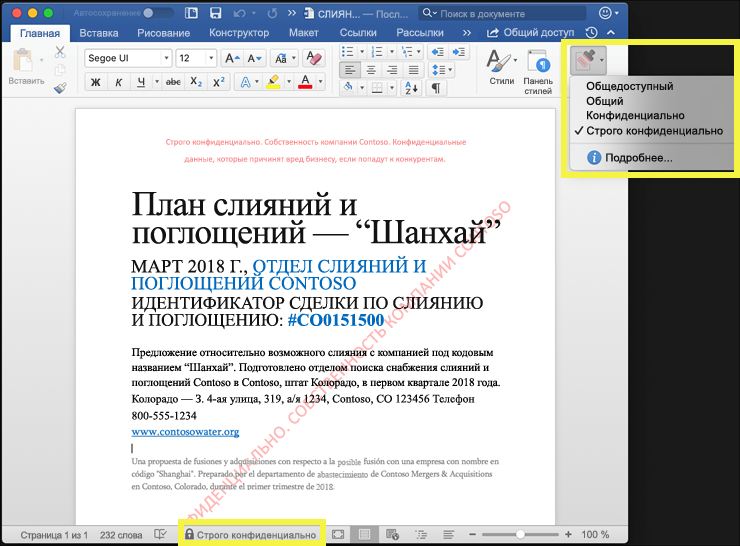 Автосохранение
СЛИЯН... — Посл...
Поиск в документе
Главная Вставка Рисование Конструктор Макет Ссылки Рассылки >> Общий доступ
Вставить
Segoe UI 12
Ж К Ч abc X₂ X²
Стили
Панель
стилей
Общедоступный
Общий
Конфиденциально
✓ Строго конфиденциально
Подробнее...
Строго конфиденциально. Собственность компании Contoso. Конфиденциальные
данные, которые причинят вред бизнесу, если попадут к конкурентам.
План слияний и
поглощений — “Шанхай”
МАРТ 2018 Г., ОТДЕЛ СЛИЯНИЙ И
ПОГЛОЩЕНИЙ CONTOSO
ИДЕНТИФИКАТОР СДЕЛКИ ПО СЛИЯНИЮ
И ПОГЛОЩЕНИЮ: #CO0151500
Предложение относительно возможного слияния с компанией под кодовым
названием “Шанхай”. Подготовлено отделом поиска снабжения слияний и
поглощений Contoso в Contoso, штат Колорадо, в первом квартале 2018 года.
Колорадо — З. 4-ая улица, 319, а/я 1234, Contoso, CO 123456 Телефон
800-555-1234
www.contosowater.org
Una propuesta de fusiones y adquisiciones con respecto a la posible fusión con una empresa con nombre en
código "Shanghai". Preparado por el departamento de abastecimiento de Contoso Mergers & Acquisitions
en Contoso, Colorado, durante el primer trimestre de 2018.
ФИДЕНЦИАЛЬНО. СОБСТВЕННОСТЬ КОМПАНИИ CONTOSO
Страница 1 из 1 232 слова Строго конфиденциально 100 %